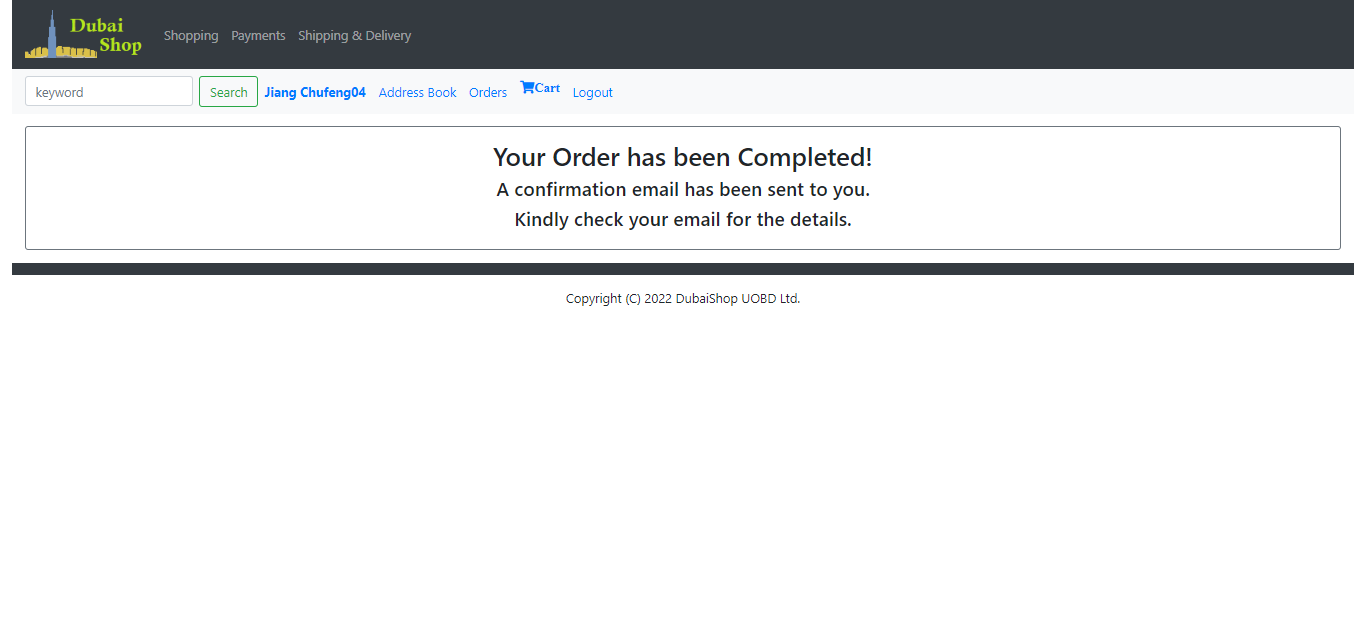 Dubai
Shop
Shopping Payments Shipping & Delivery
keyword Search Jiang Chufeng04 Address Book Orders Cart Logout
Your Order has been Completed!
A confirmation email has been sent to you.
Kindly check your email for the details.
Copyright (C) 2022 DubaiShop UOBD Ltd.